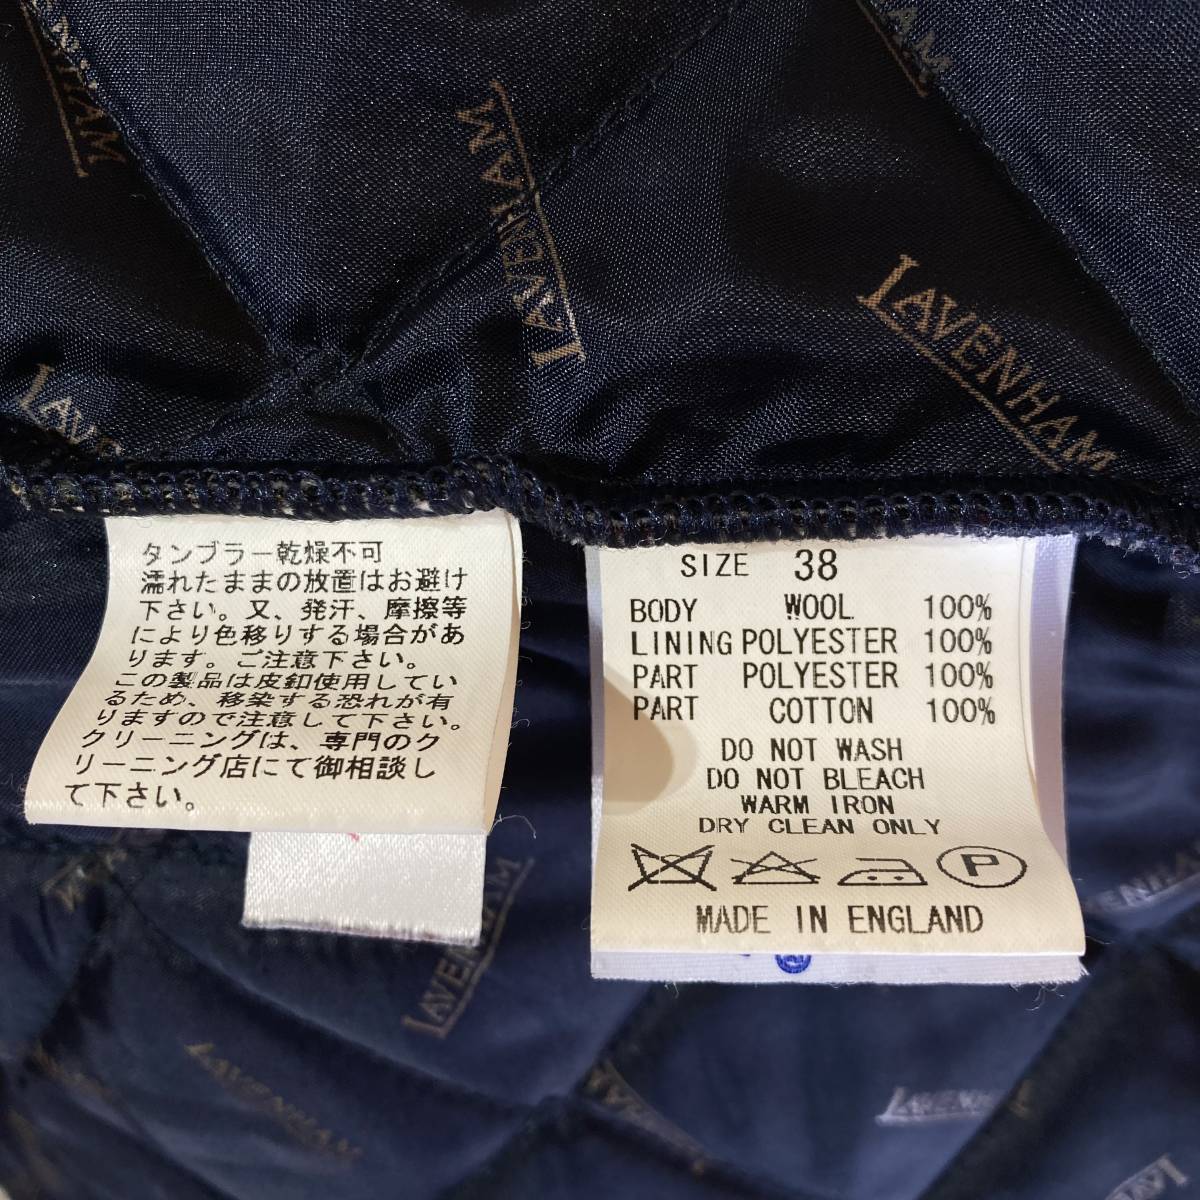 LAVENHAM
LAVENHAM
タンブラー乾燥不可
濡れたままの放置はお避け
下さい。又、発汗、摩擦等
により色移りする場合があ
ります。ご注意下さい。
この製品は皮釦使用してい
るため、移染する恐れが有
りますので注意して下さい。
クリーニングは、専門のク
リーニング店にて御相談し
て下さい。
SIZE 38
BODY WOOL 100%
LINING POLYESTER 100%
PART POLYESTER 100%
PART COTTON 100%
DO NOT WASH
DO NOT BLEACH
WARM IRON
DRY CLEAN ONLY
P
MADE IN ENGLAND
LAVENHAM
LAVENHAM
LAVENHAM